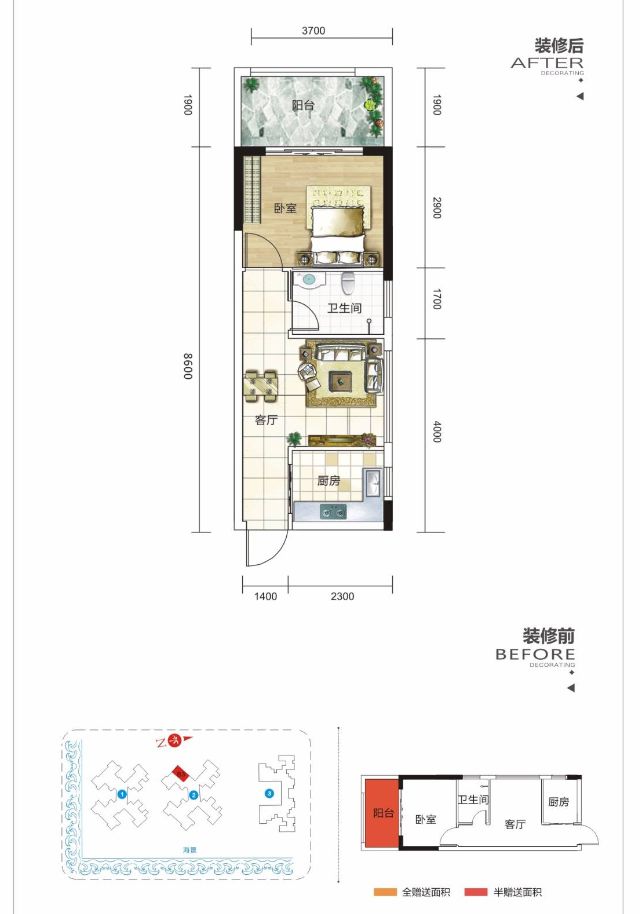 3700
装修后
AFTER
DECORATING
1900
阳台
1900
卧室
2900
卫生间
1700
8600
客厅
4000
厨房
1400
2300
装修前
BEFORE
DECORATING
N
03
1
2
3
海景
阳台
卧室
卫生间
客厅
厨房
全赠送面积
半赠送面积